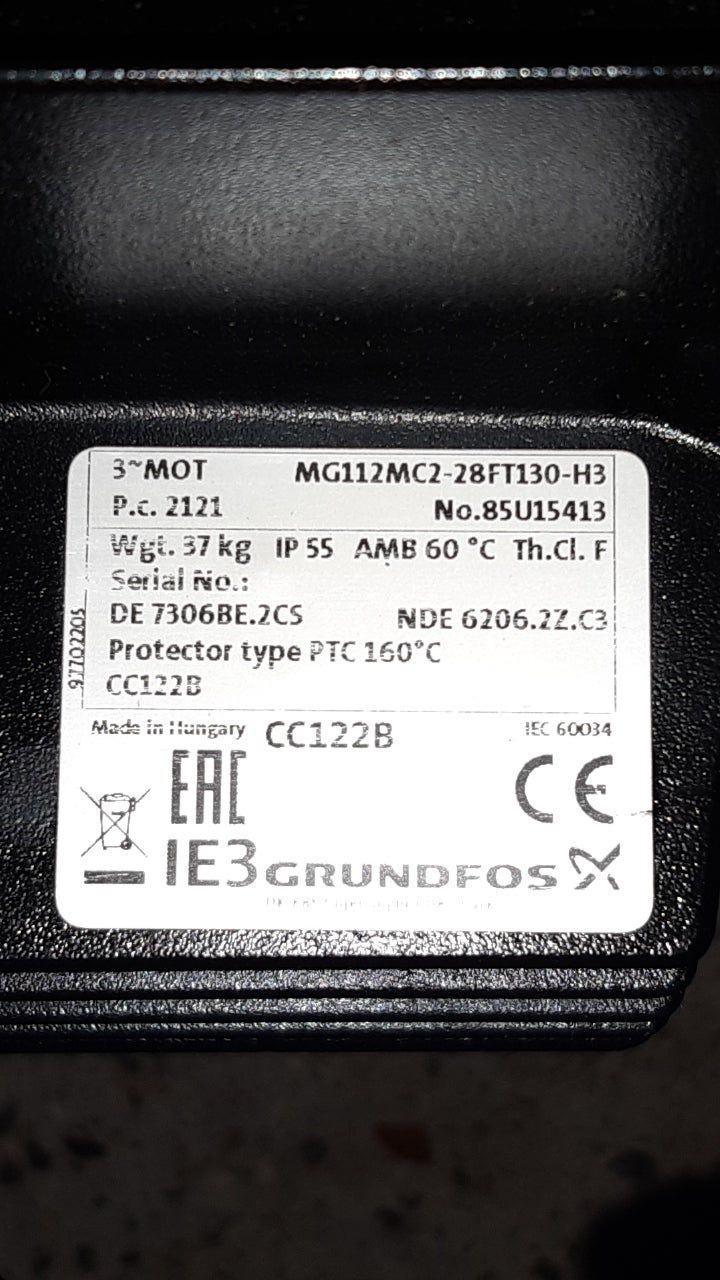 3~MOT MG112MC2-28FT130-H3
P.c. 2121 No.85U15413
Wgt. 37 kg IP 55 AMB 60 °C Th.Cl. F
Serial No.:
DE 7306BE.2CS NDE 6206.2Z.C3
Protector type PTC 160°C
CC122B
97702205
Made in Hungary CC122B IEC 60034
EAC CE
IE3 GRUNDFOS